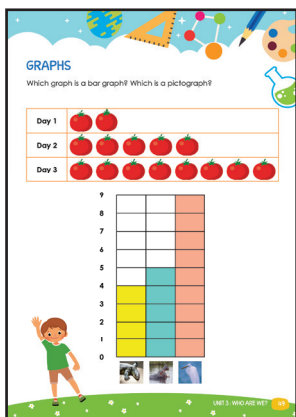 GRAPHS
Which graph is a bar graph? Which is a pictograph?
Day 1
Day 2
Day 3
9
8
7
6
5
4
3
2
1
0
UNIT 3 : WHO ARE WE?
49